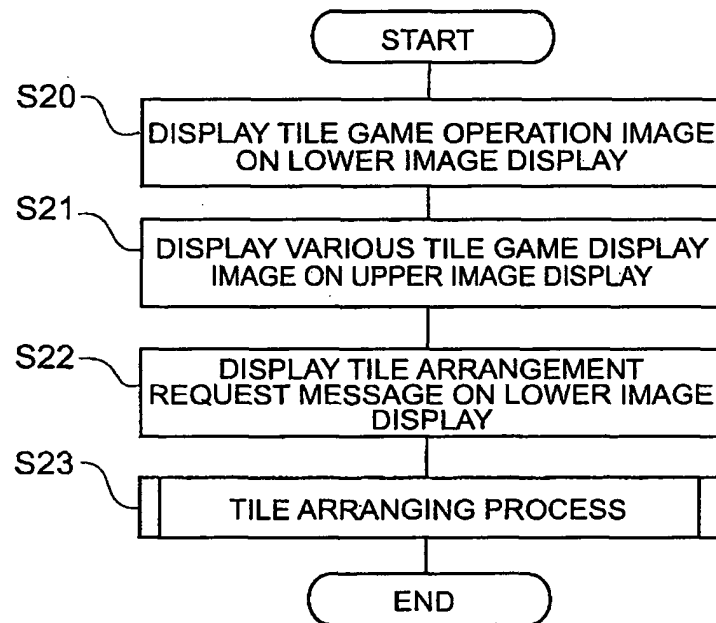 START
S20
DISPLAY TILE GAME OPERATION IMAGE
ON LOWER IMAGE DISPLAY
S21
DISPLAY VARIOUS TILE GAME DISPLAY
IMAGE ON UPPER IMAGE DISPLAY
S22
DISPLAY TILE ARRANGEMENT
REQUEST MESSAGE ON LOWER IMAGE
DISPLAY
S23
TILE ARRANGING PROCESS
END